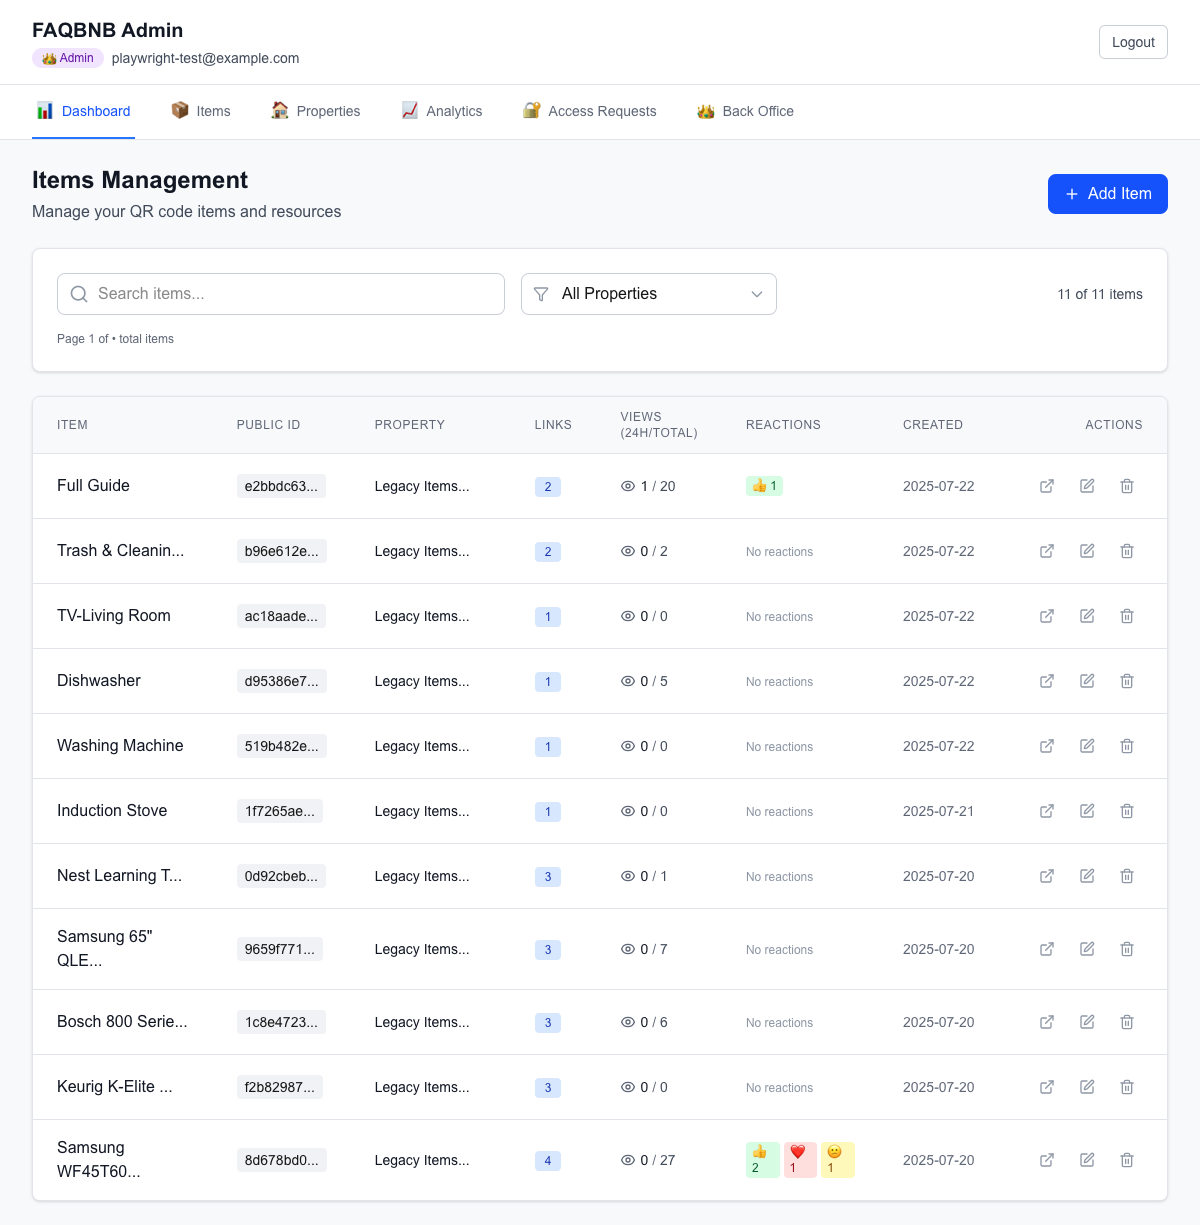 FAQBNB Admin
Admin playwright-test@example.com
Logout
Dashboard Items Properties Analytics Access Requests Back Office
Items Management
Manage your QR code items and resources
+ Add Item
Search items...
All Properties
11 of 11 items
Page 1 of • total items
ITEM PUBLIC ID PROPERTY LINKS VIEWS (24H/TOTAL) REACTIONS CREATED ACTIONS
Full Guide e2bbdc63... Legacy Items... 2 1 / 20 👍 1 2025-07-22
Trash & Cleanin... b96e612e... Legacy Items... 2 0 / 2 No reactions 2025-07-22
TV-Living Room ac18aade... Legacy Items... 1 0 / 0 No reactions 2025-07-22
Dishwasher d95386e7... Legacy Items... 1 0 / 5 No reactions 2025-07-22
Washing Machine 519b482e... Legacy Items... 1 0 / 0 No reactions 2025-07-22
Induction Stove 1f7265ae... Legacy Items... 1 0 / 0 No reactions 2025-07-21
Nest Learning T... 0d92cbeb... Legacy Items... 3 0 / 1 No reactions 2025-07-20
Samsung 65" QLE... 9659f771... Legacy Items... 3 0 / 7 No reactions 2025-07-20
Bosch 800 Serie... 1c8e4723... Legacy Items... 3 0 / 6 No reactions 2025-07-20
Keurig K-Elite ... f2b82987... Legacy Items... 3 0 / 0 No reactions 2025-07-20
Samsung WF45T60... 8d678bd0... Legacy Items... 4 0 / 27 👍 2 ❤️ 1 😕 1 2025-07-20